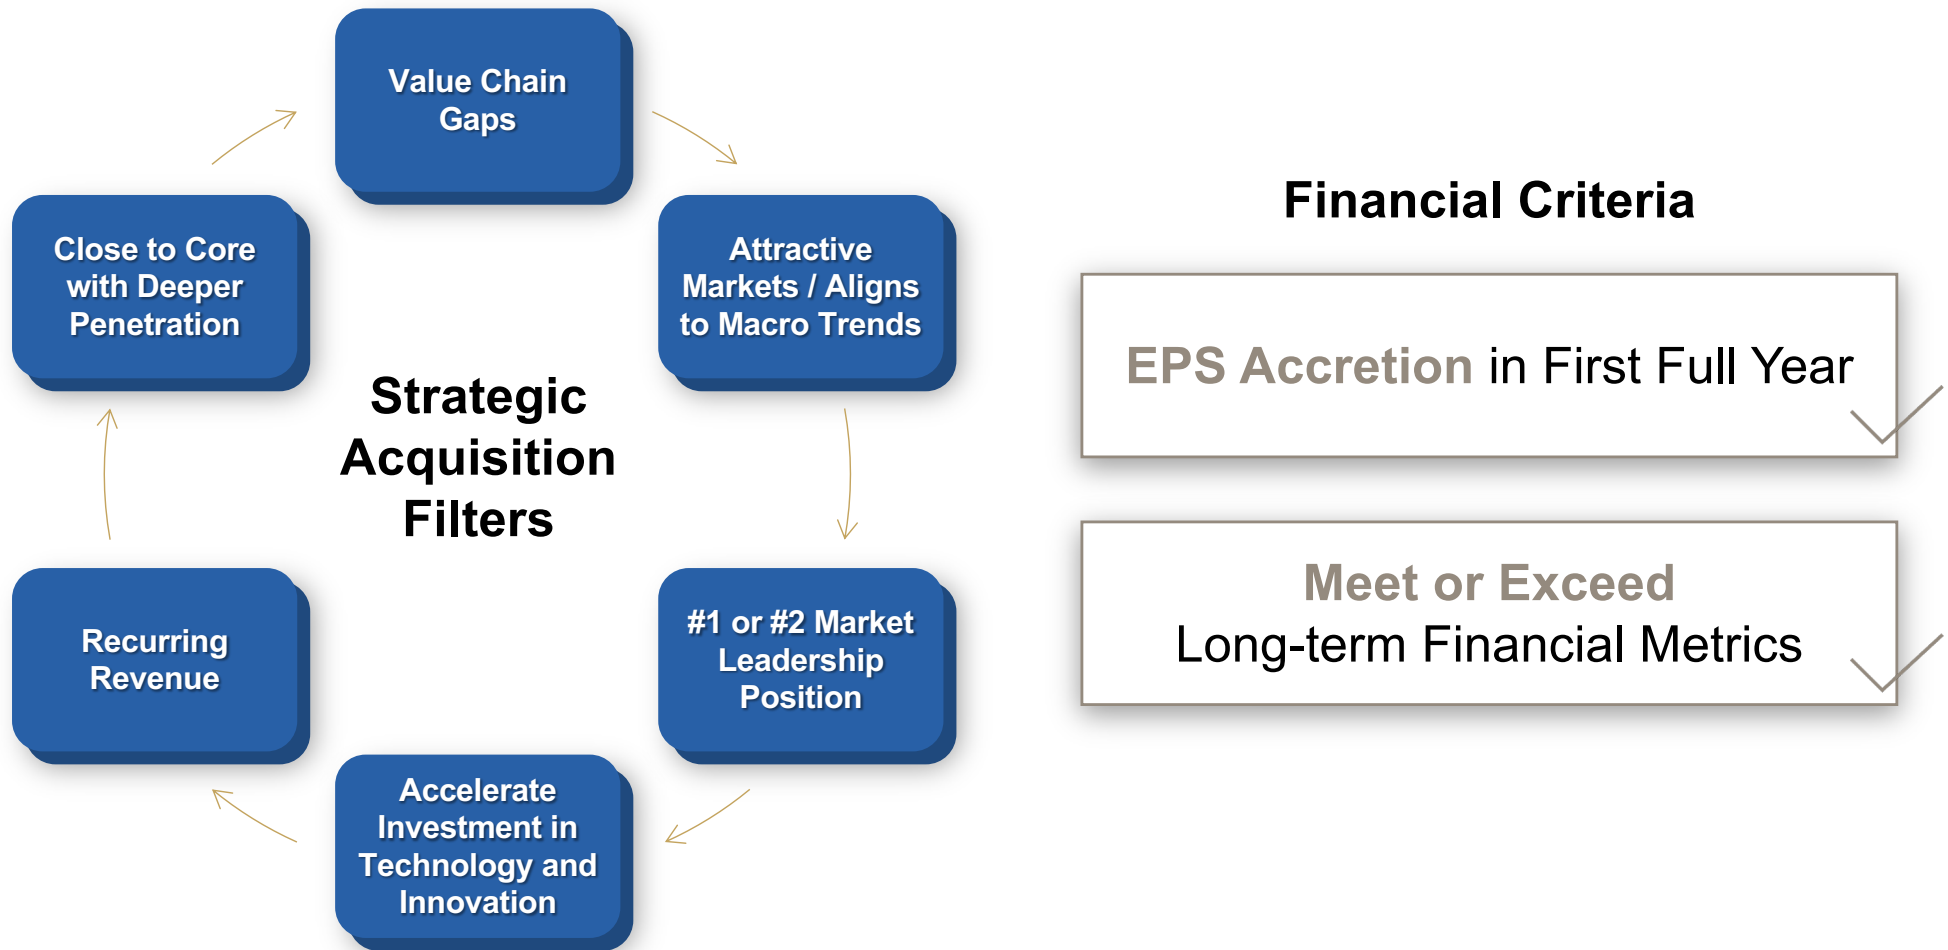 Value Chain
Gaps
Attractive
Markets / Aligns
to Macro Trends
#1 or #2 Market
Leadership
Position
Accelerate
Investment in
Technology and
Innovation
Recurring
Revenue
Close to Core
with Deeper
Penetration
Strategic
Acquisition
Filters
Financial Criteria
EPS Accretion in First Full Year
Meet or Exceed
Long-term Financial Metrics